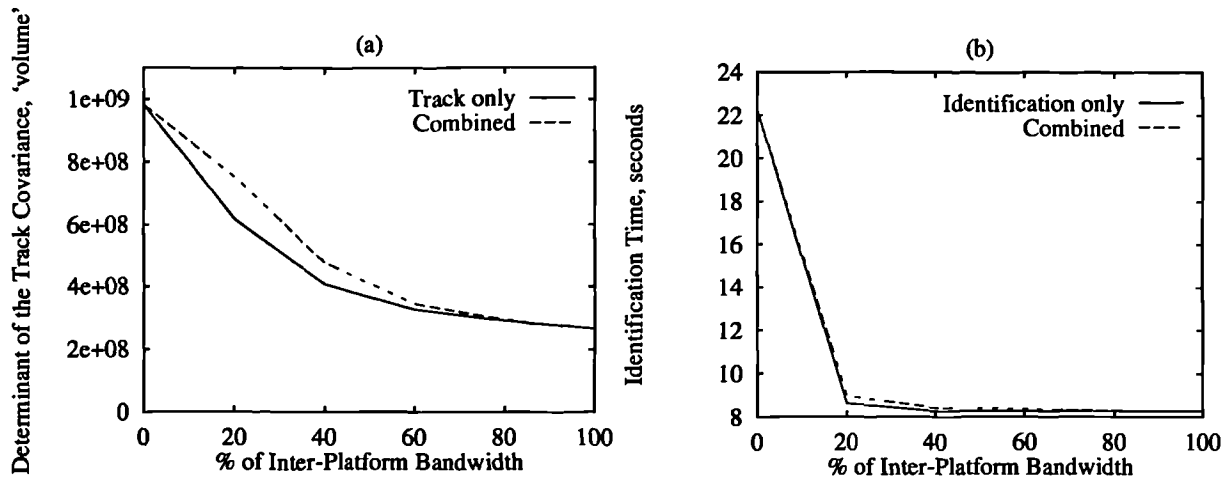 (a)
Determinant of the Track Covariance, ‘volume’
1e+09
8e+08
6e+08
4e+08
2e+08
0
Track only
Combined
0 20 40 60 80 100
% of Inter-Platform Bandwidth
(b)
Identification Time, seconds
24
22
20
18
16
14
12
10
8
Identification only
Combined
0 20 40 60 80 100
% of Inter-Platform Bandwidth